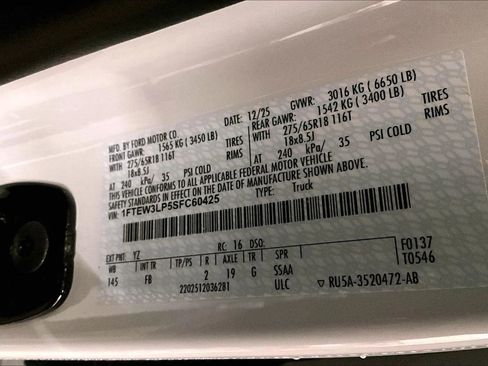 MFD. BY FORD MOTOR CO.
DATE: 12/25 GVWR: 3016 KG ( 6650 LB)
FRONT GAWR: 1565 KG ( 3450 LB)
REAR GAWR: 1542 KG ( 3400 LB)
WITH 275/65R18 116T TIRES
WITH 275/65R18 116T TIRES
18x8.5J RIMS
18x8.5J RIMS
AT 240 kPa/ 35 PSI COLD
AT 240 kPa/ 35 PSI COLD
THIS VEHICLE CONFORMS TO ALL APPLICABLE FEDERAL MOTOR VEHICLE
SAFETY STANDARDS IN EFFECT ON THE DATE OF MANUFACTURE SHOWN ABOVE.
VIN: 1FTEW3LP5SFC60425
TYPE: Truck
EXT PNT: YZ RC: 16 DSO:
F0137
T0546
WB INT TR TP/PS R AXLE TR SPR
145 FB 2 19 G SSAA
2202512036281 ULC
RU5A-3520472-AB